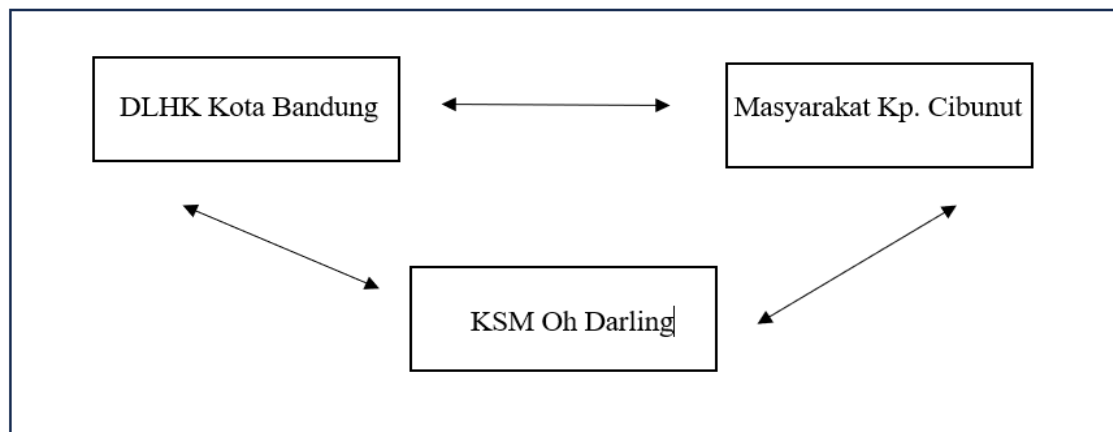 DLHK Kota Bandung
Masyarakat Kp. Cibunut
KSM Oh Darling